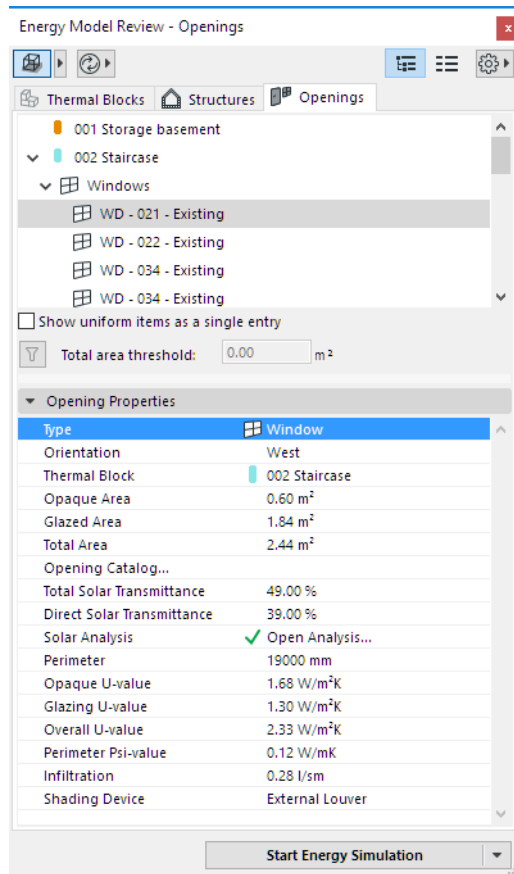 Energy Model Review - Openings
x
Thermal Blocks Structures Openings
001 Storage basement
002 Staircase
Windows
WD - 021 - Existing
WD - 022 - Existing
WD - 034 - Existing
WD - 034 - Existing
Show uniform items as a single entry
Total area threshold: 0.00 m²
Opening Properties
Type Window
Orientation West
Thermal Block 002 Staircase
Opaque Area 0.60 m²
Glazed Area 1.84 m²
Total Area 2.44 m²
Opening Catalog...
Total Solar Transmittance 49.00 %
Direct Solar Transmittance 39.00 %
Solar Analysis Open Analysis...
Perimeter 19000 mm
Opaque U-value 1.68 W/m²K
Glazing U-value 1.30 W/m²K
Overall U-value 2.33 W/m²K
Perimeter Psi-value 0.12 W/mK
Infiltration 0.28 l/sm
Shading Device External Louver
Start Energy Simulation